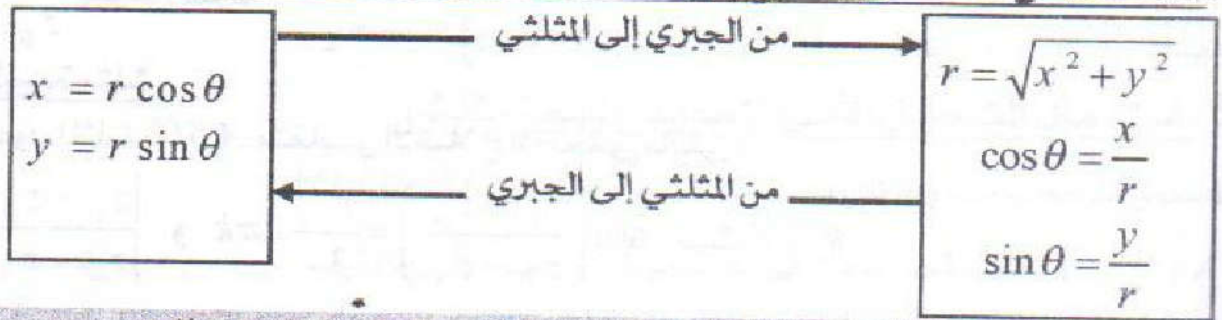 من الجبري إلى المثلثي
x = r cos θ
y = r sin θ
r = √(x² + y²)
cos θ = x/r
sin θ = y/r
من المثلثي إلى الجبري